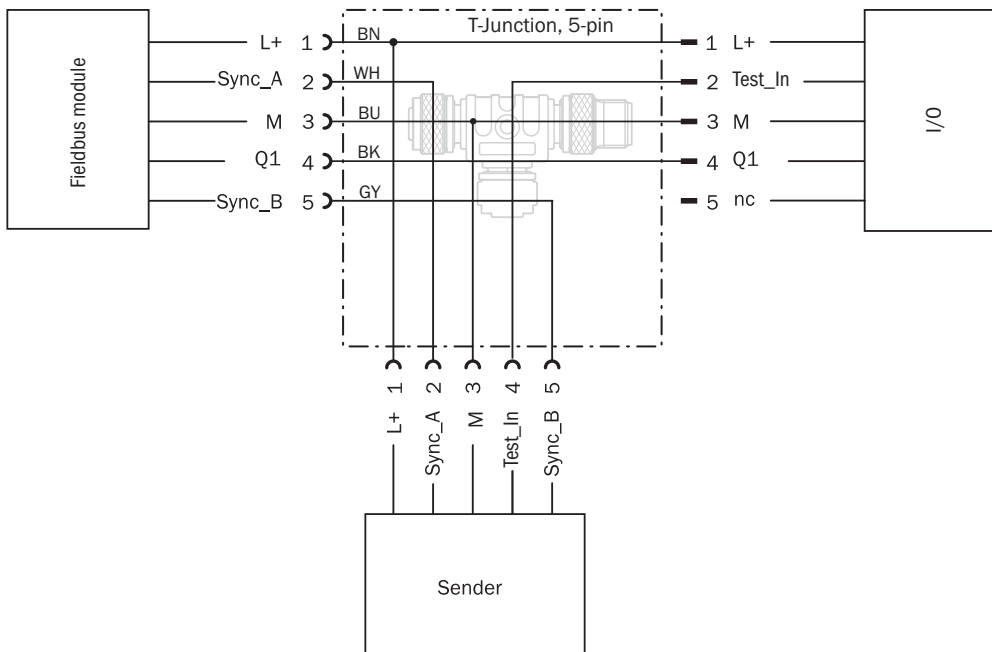 T-Junction, 5-pin
Fieldbus module
L+ 1 BN 1 L+
Sync_A 2 WH 2 Test_In
M 3 BU 3 M
Q1 4 BK 4 Q1
Sync_B 5 GY 5 nc
I/O
1 2 3 4 5
L+ Sync_A M Test_In Sync_B
Sender